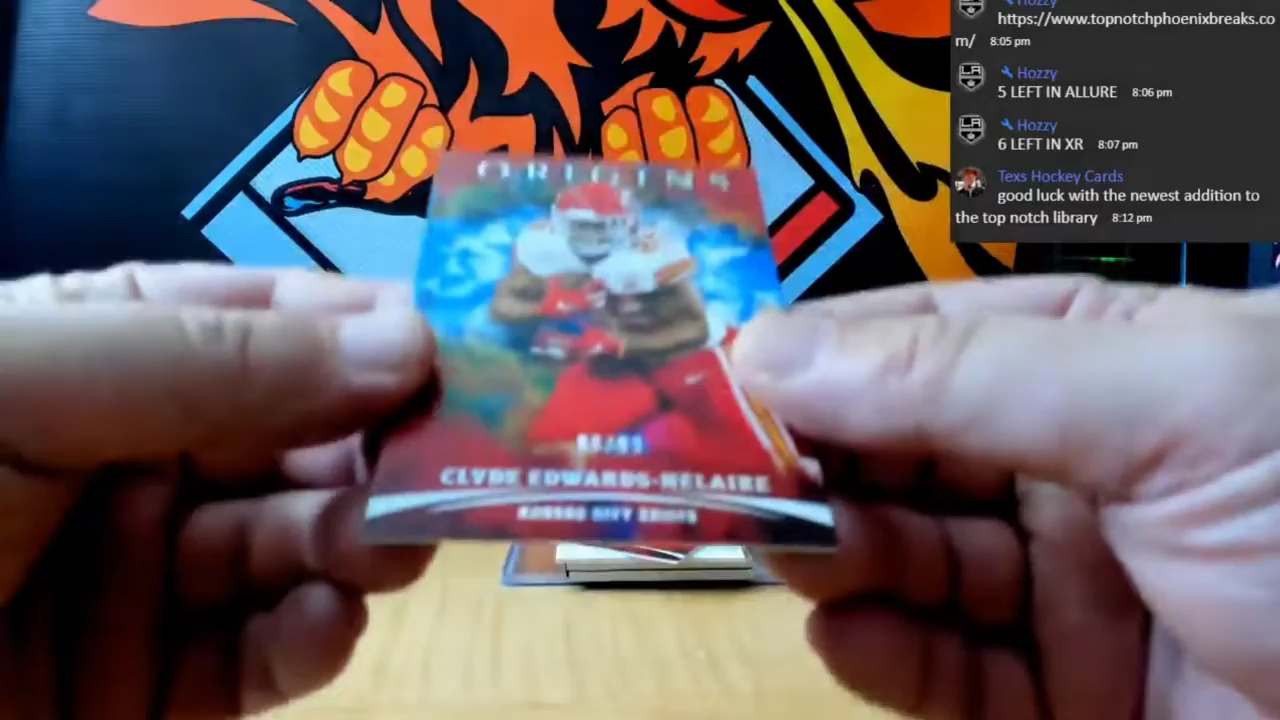 Hozzy
https://www.topnotchphoenixbreaks.co
m/ 8:05 pm
Hozzy
5 LEFT IN ALLURE 8:06 pm
Hozzy
6 LEFT IN XR 8:07 pm
Texs Hockey Cards
good luck with the newest addition to
the top notch library 8:12 pm
ORIGINS
CLYDE EDWARDS-HELAIRE
KANSAS CITY CHIEFS